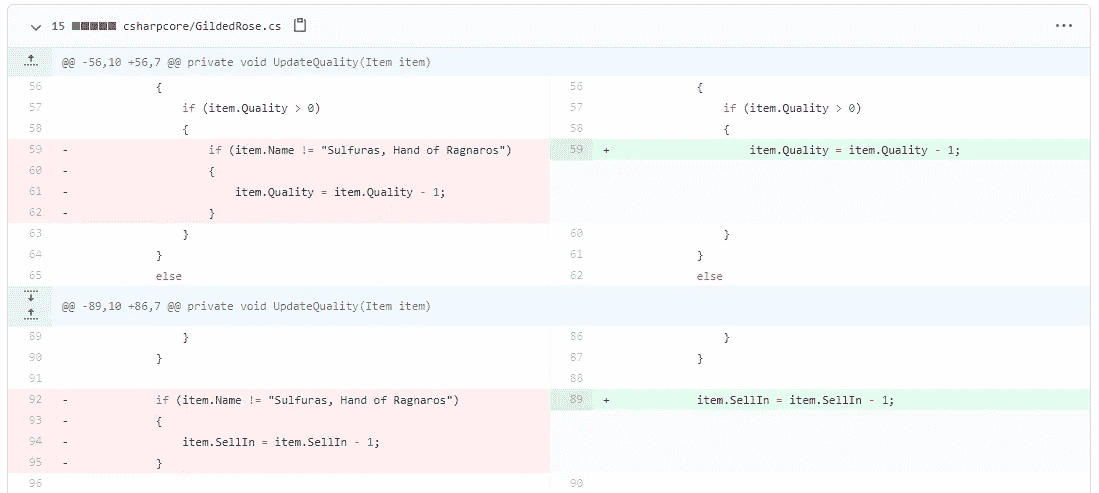 15 csharpcore/GildedRose.cs
@@ -56,10 +56,7 @@ private void UpdateQuality(Item item)
56 { 56 {
57 if (item.Quality > 0) 57 if (item.Quality > 0)
58 { 58 {
59 - if (item.Name != "Sulfuras, Hand of Ragnaros") 59 + item.Quality = item.Quality - 1;
60 - {
61 - item.Quality = item.Quality - 1;
62 - }
63 } 60 }
64 } 61 }
65 else 62 else
@@ -89,10 +86,7 @@ private void UpdateQuality(Item item)
89 } 86 }
90 } 87 }
91 88
92 - if (item.Name != "Sulfuras, Hand of Ragnaros") 89 + item.SellIn = item.SellIn - 1;
93 - {
94 - item.SellIn = item.SellIn - 1;
95 - }
96 90